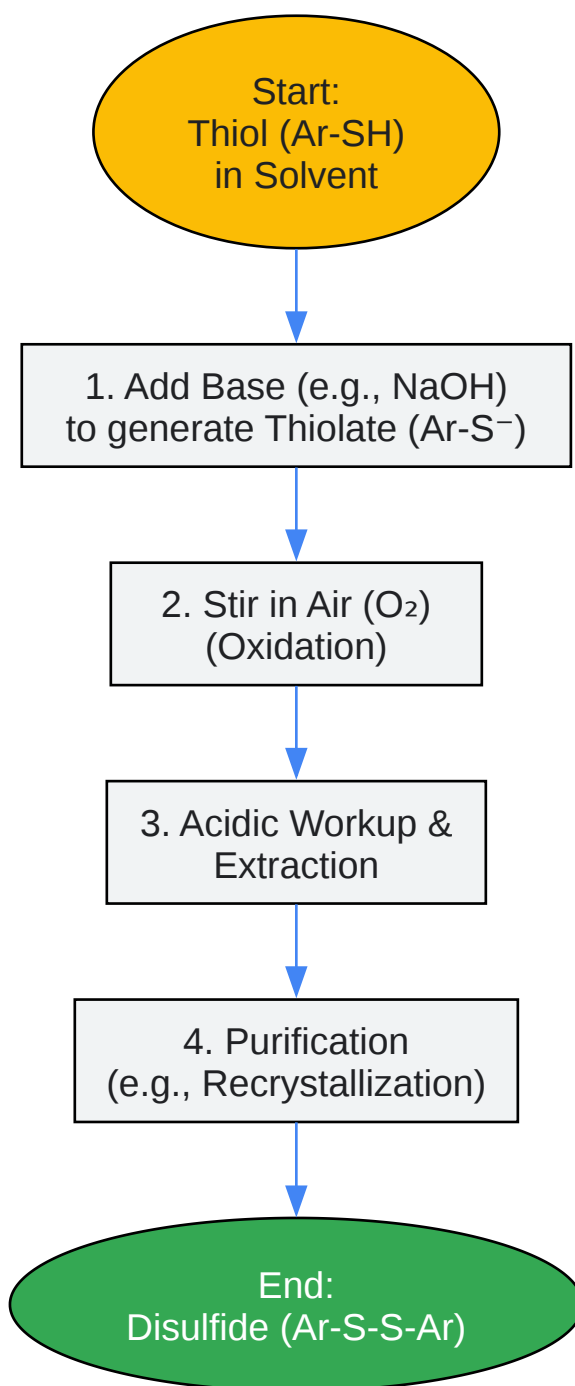 Start:
Thiol (Ar-SH)
in Solvent
1. Add Base (e.g., NaOH)
to generate Thiolate (Ar-S⁻)
2. Stir in Air (O₂)
(Oxidation)
3. Acidic Workup &
Extraction
4. Purification
(e.g., Recrystallization)
End:
Disulfide (Ar-S-S-Ar)